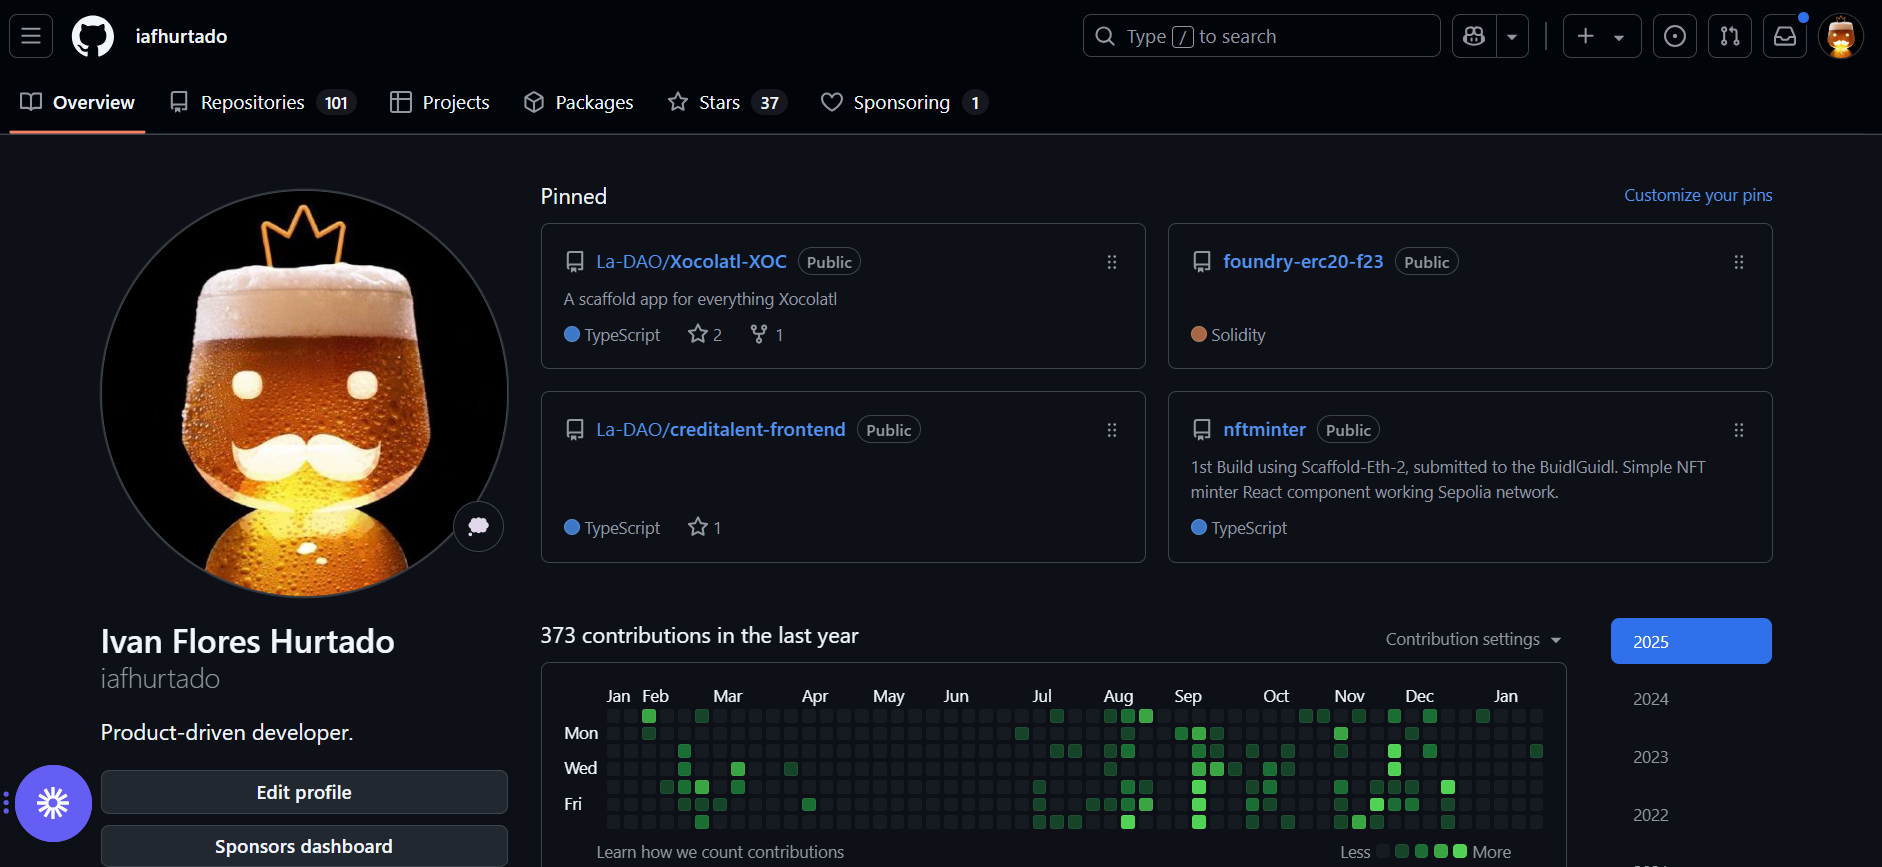 iafhurtado
Type / to search
Overview
Repositories 101
Projects
Packages
Stars 37
Sponsoring 1
Pinned
Customize your pins
La-DAO/Xocolatl-XOC Public
A scaffold app for everything Xocolatl
TypeScript 2 1
foundry-erc20-f23 Public
Solidity
La-DAO/creditalent-frontend Public
TypeScript 1
nftminter Public
1st Build using Scaffold-Eth-2, submitted to the BuidlGuidl. Simple NFT
minter React component working Sepolia network.
TypeScript
Ivan Flores Hurtado
iafhurtado
Product-driven developer.
Edit profile
Sponsors dashboard
373 contributions in the last year
Contribution settings
Jan Feb Mar Apr May Jun Jul Aug Sep Oct Nov Dec Jan
Mon
Wed
Fri
Learn how we count contributions
Less More
2025
2024
2023
2022